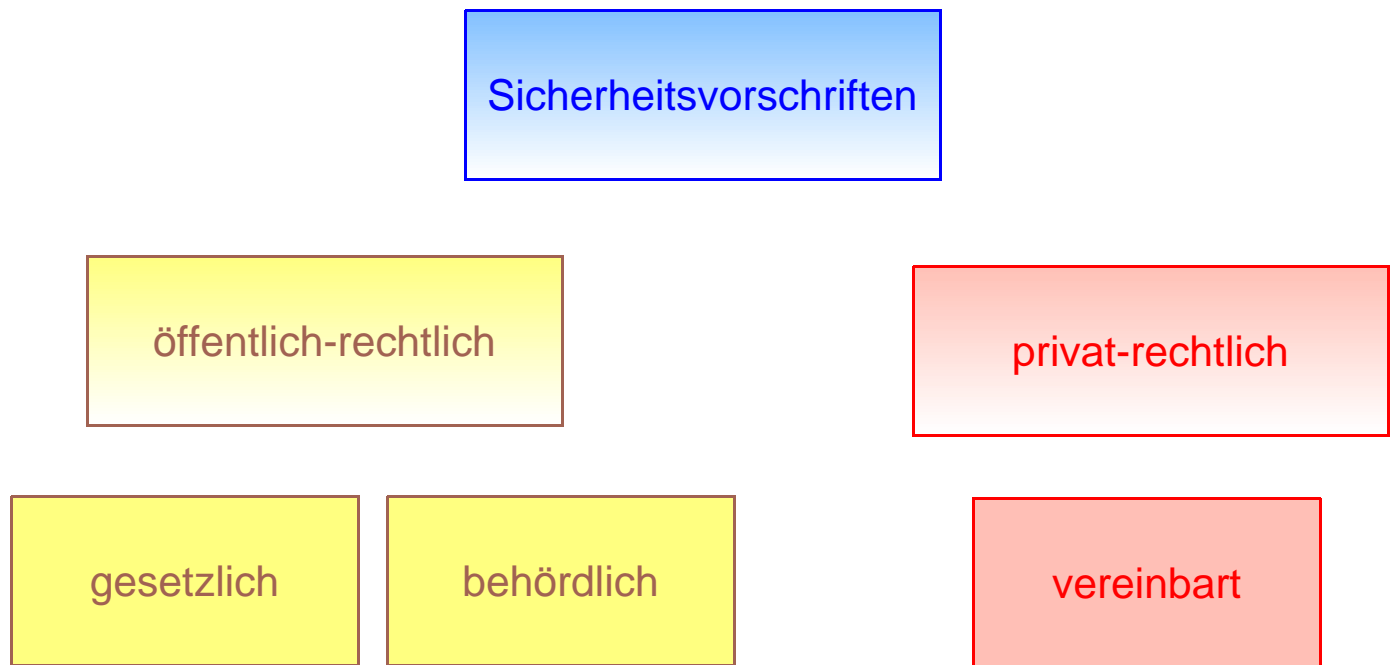 Sicherheitsvorschriften
öffentlich-rechtlich
privat-rechtlich
gesetzlich
behördlich
vereinbart